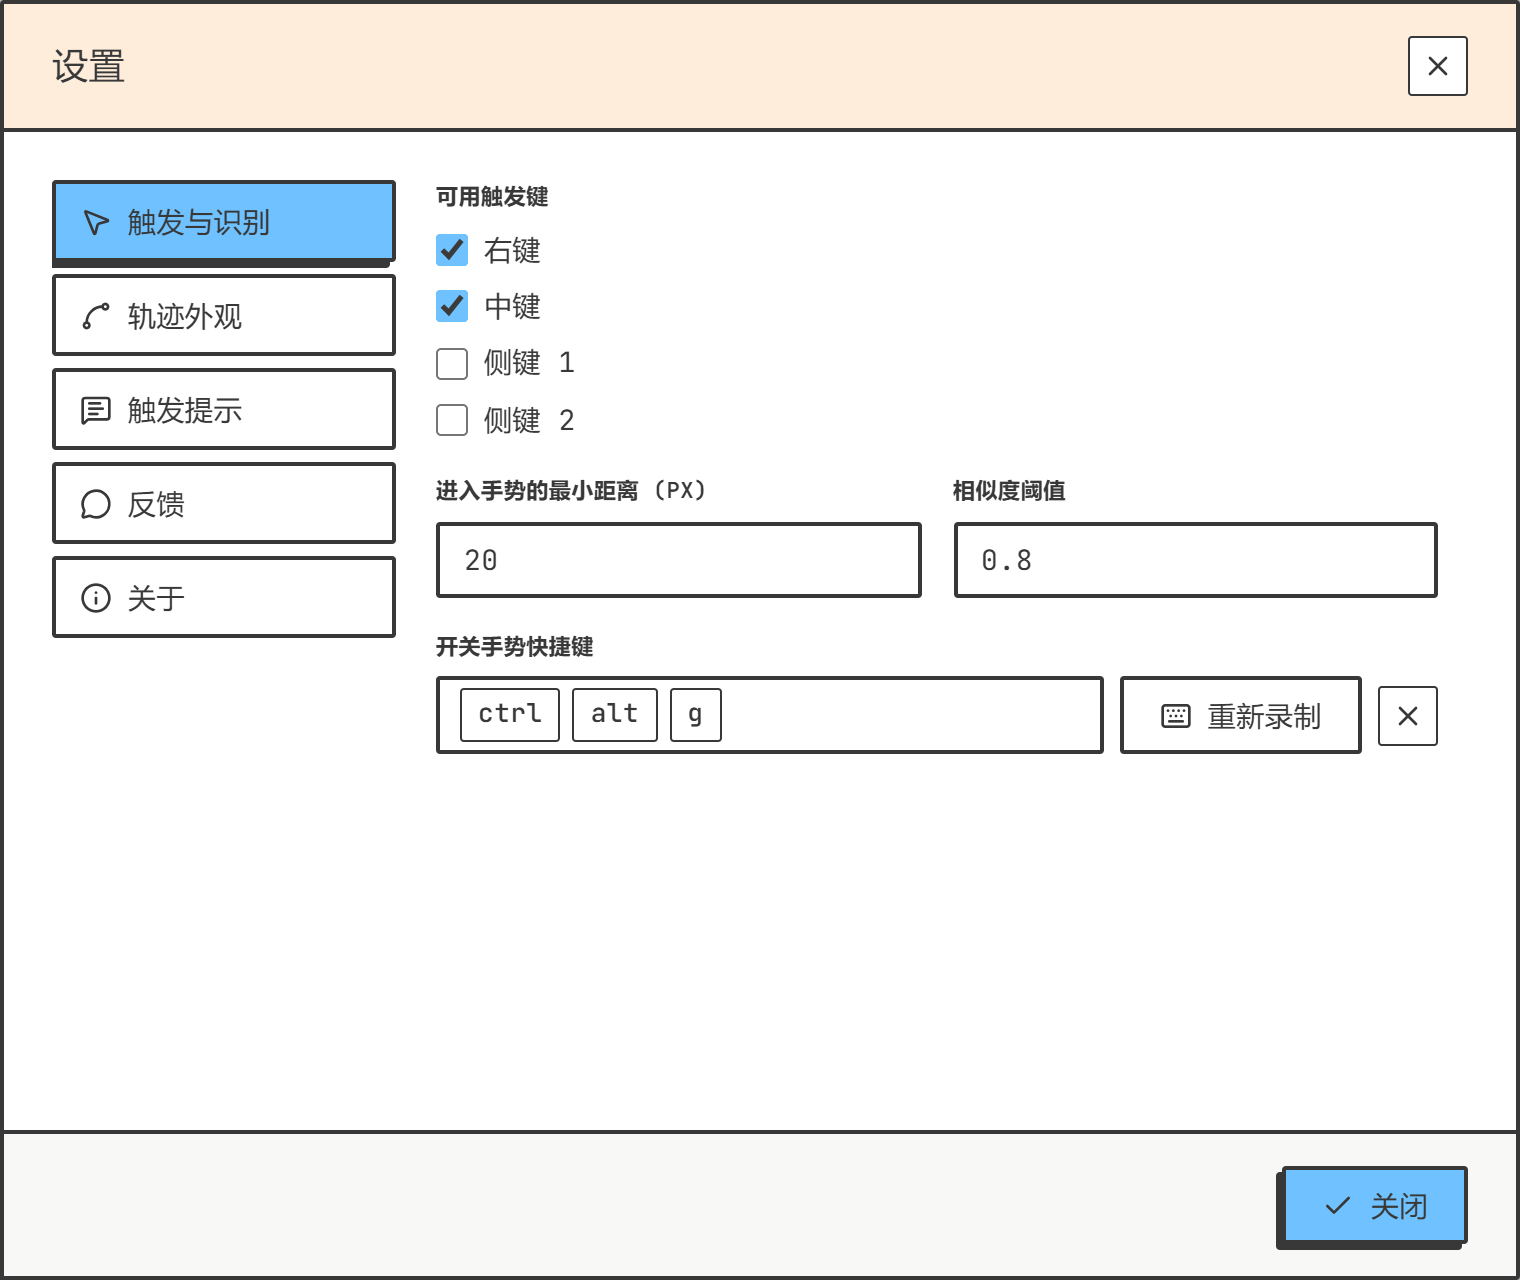 设置
触发与识别
轨迹外观
触发提示
反馈
关于
可用触发键
右键
中键
侧键 1
侧键 2
进入手势的最小距离 (PX)
20
相似度阈值
0.8
开关手势快捷键
ctrl alt g
重新录制
关闭